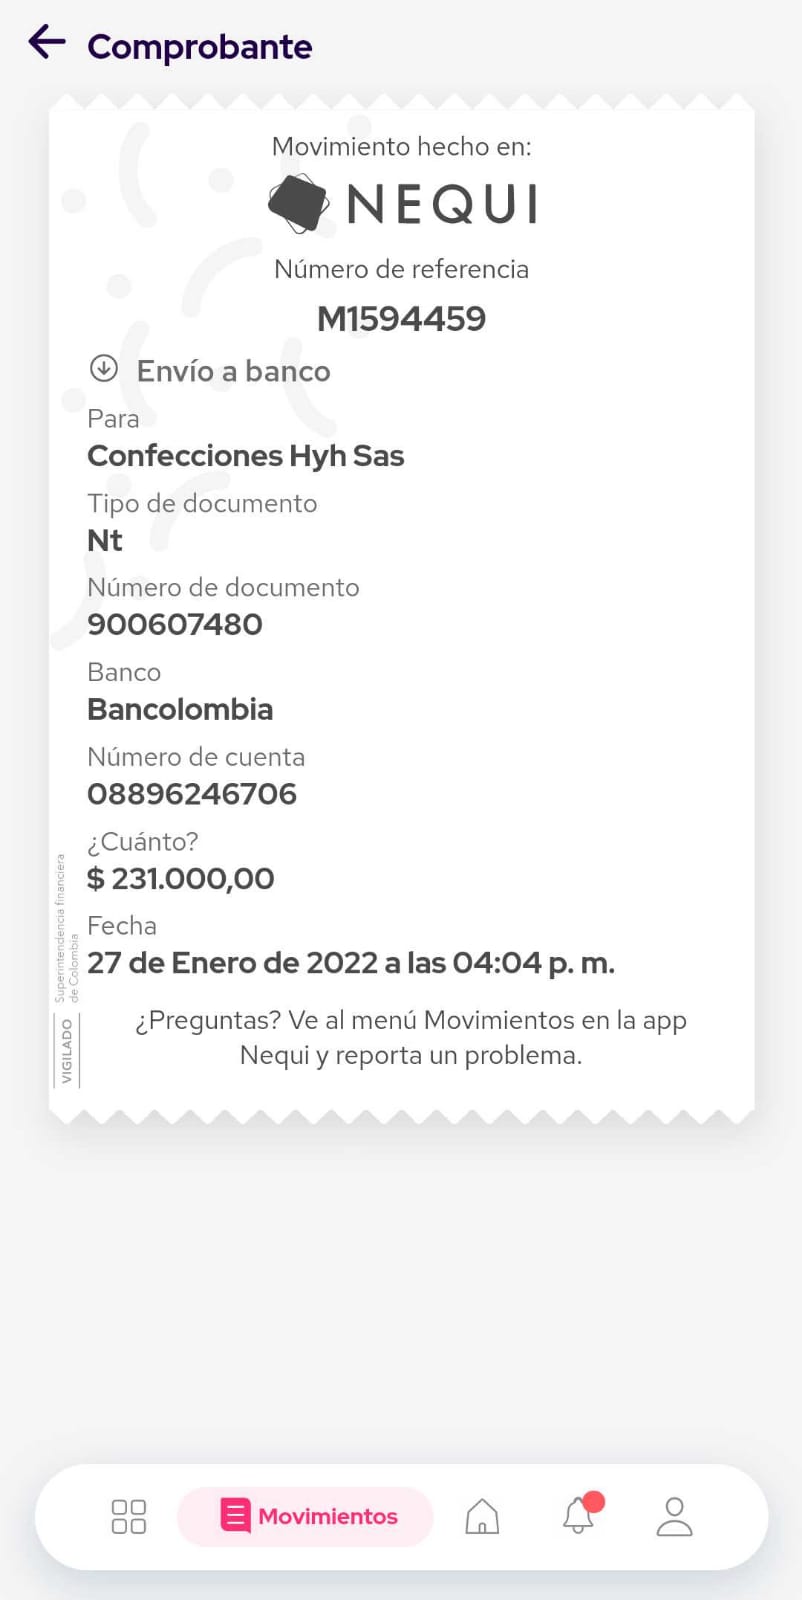 Comprobante
Movimiento hecho en:
NEQUI
Número de referencia
M1594459
Envío a banco
Para
Confecciones Hyh Sas
Tipo de documento
Nt
Número de documento
900607480
Banco
Bancolombia
Número de cuenta
08896246706
¿Cuánto?
$ 231.000,00
Fecha
27 de Enero de 2022 a las 04:04 p. m.
¿Preguntas? Ve al menú Movimientos en la app
Nequi y reporta un problema.
VIGILADO
Superintendencia financiera
de Colombia
Movimientos